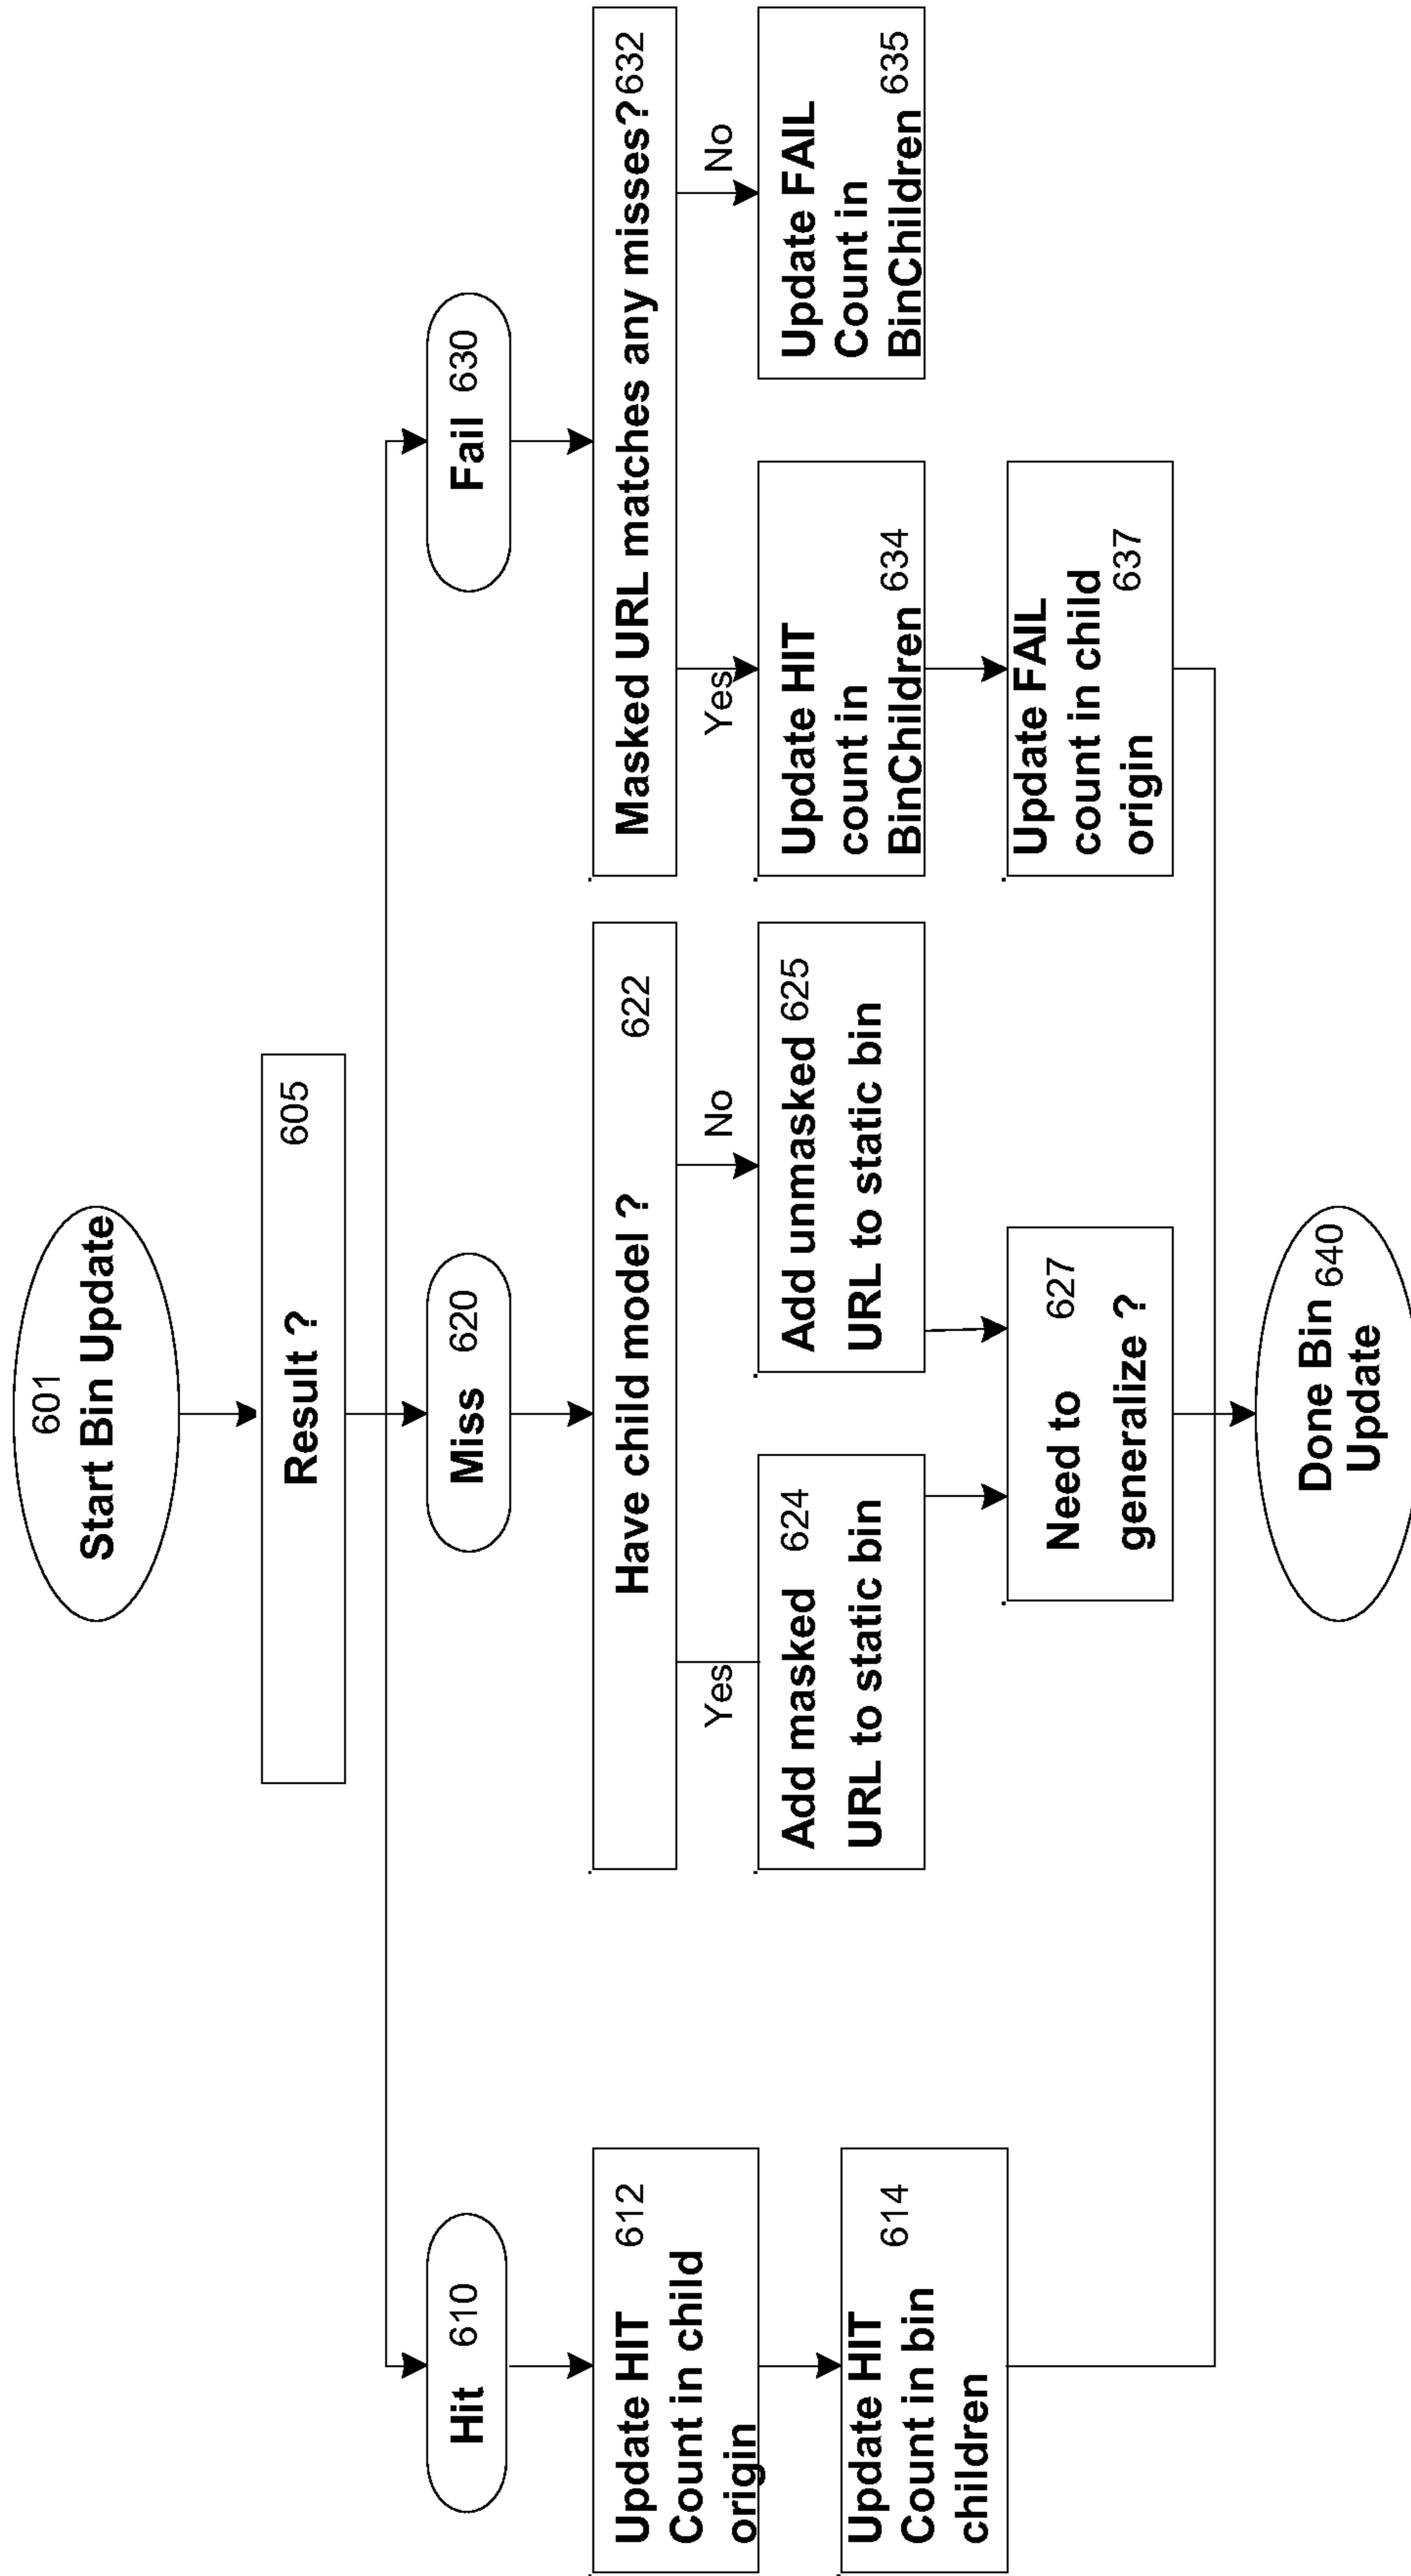 601
Start Bin Update
Result ? 605
Hit 610
Miss 620
Fail 630
Update HIT 612
Count in child
origin
Have child model ? 622
Masked URL matches any misses? 632
Yes
No
Yes
No
Update HIT
Count in bin 614
children
Add masked 624
URL to static bin
Add unmasked 625
URL to static bin
Update HIT
count in
BinChildren 634
Update FAIL
Count in
BinChildren 635
Need to 627
generalize ?
Update FAIL
count in child
origin 637
Done Bin 640
Update